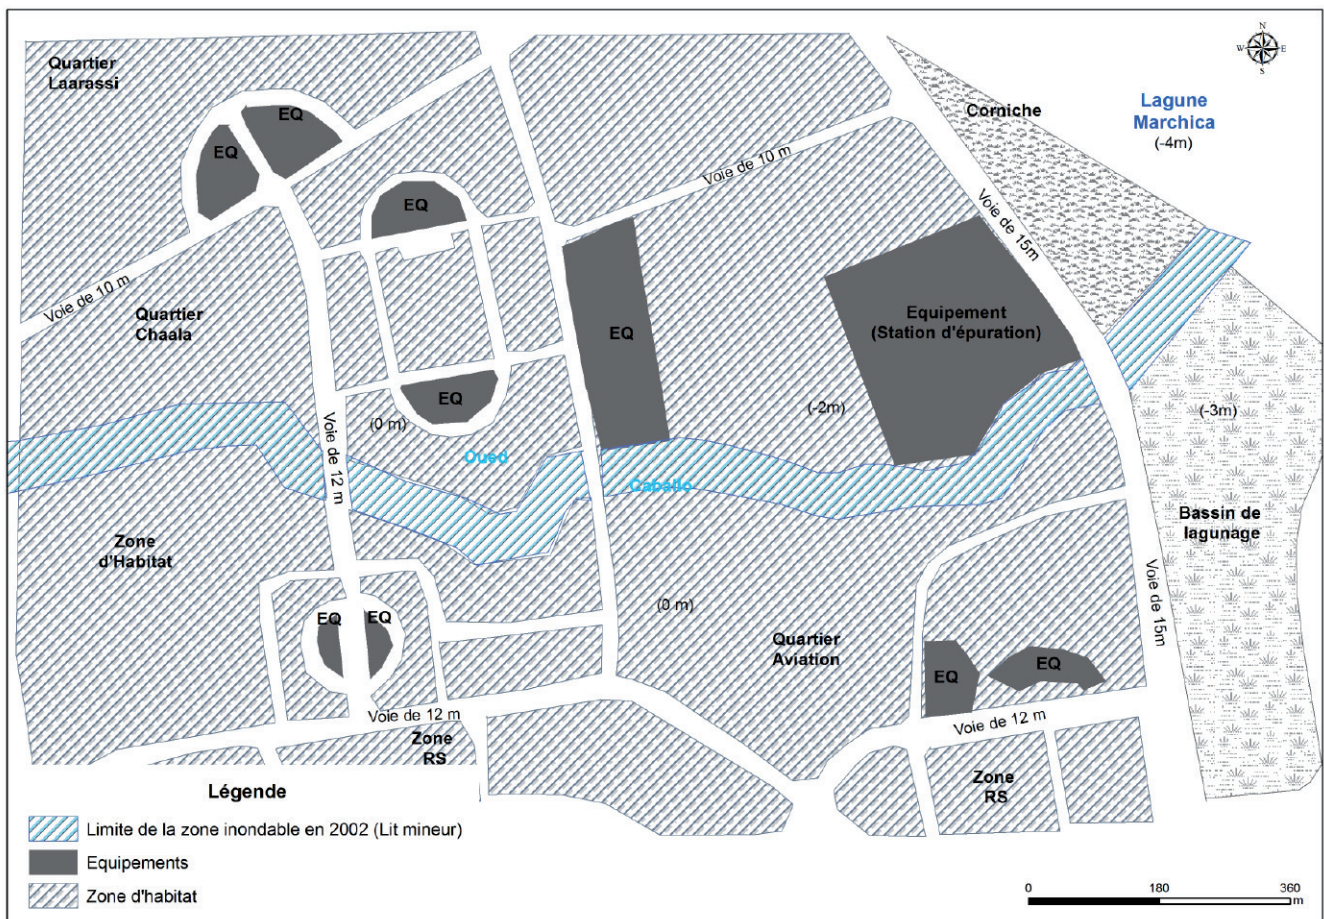 N
W E
S
Quartier
Laarassi
EQ
EQ
Corniche
Lagune
Marchica
(-4m)
Voie de 10 m
EQ
Voie de 15m
Voie de 10 m
Quartier
Chaala
EQ
Equipement
(Station d'épuration)
EQ
(0 m)
(-2m)
(-3m)
Voie de 12 m
Oued
Caballo
Zone
d'Habitat
Bassin de
lagunage
EQ
EQ
(0 m)
Quartier
Aviation
Voie de 15m
EQ
EQ
Voie de 12 m
Voie de 12 m
Zone
RS
Zone
RS
Légende
Limite de la zone inondable en 2002 (Lit mineur)
Equipements
Zone d'habitat
0 180 360
m